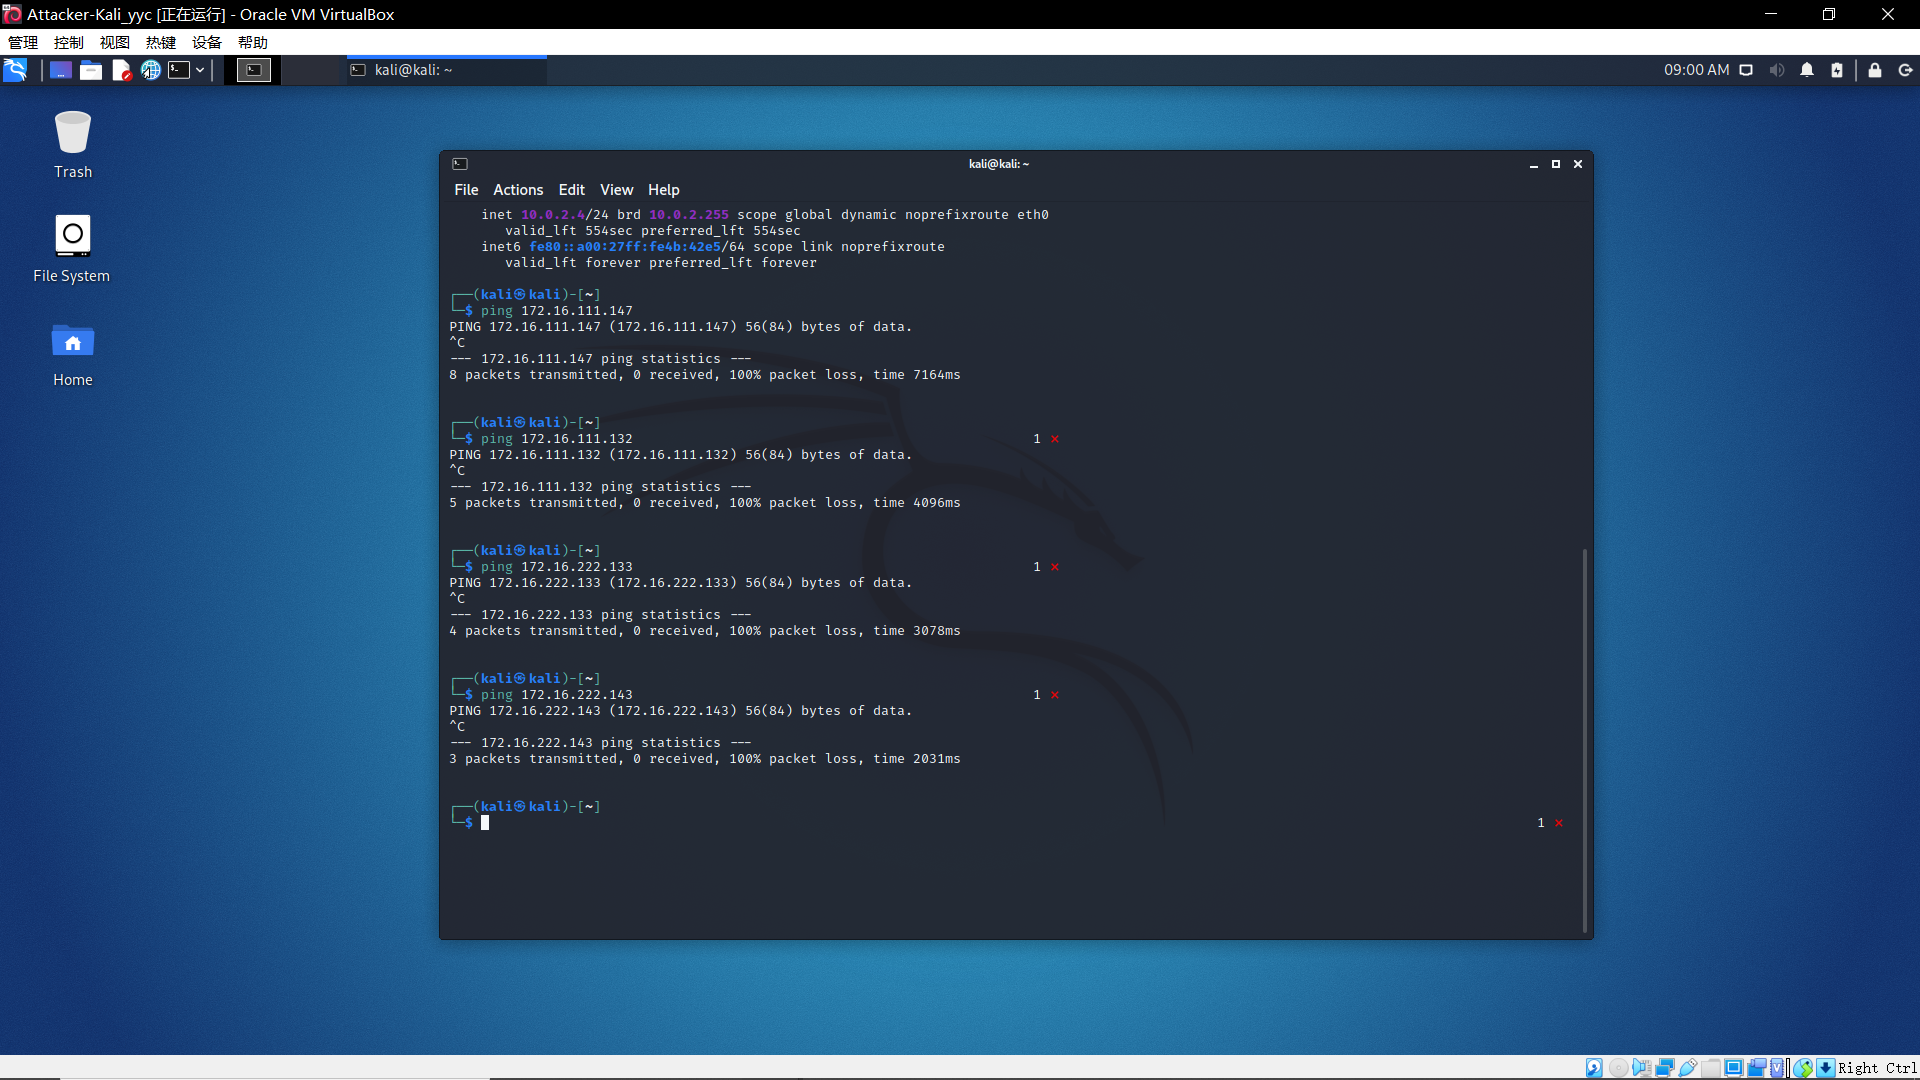 Attacker-Kali_yyc [正在运行] - Oracle VM VirtualBox
管理 控制 视图 热键 设备 帮助
kali@kali: ~
09:00 AM
Trash
File System
Home
kali@kali: ~
File Actions Edit View Help
inet 10.0.2.4/24 brd 10.0.2.255 scope global dynamic noprefixroute eth0
valid_lft 554sec preferred_lft 554sec
inet6 fe80::a00:27ff:fe4b:42e5/64 scope link noprefixroute
valid_lft forever preferred_lft forever
┌──(kali㉿kali)-[~]
└─$ ping 172.16.111.147
PING 172.16.111.147 (172.16.111.147) 56(84) bytes of data.
^C
--- 172.16.111.147 ping statistics ---
8 packets transmitted, 0 received, 100% packet loss, time 7164ms
┌──(kali㉿kali)-[~]
└─$ ping 172.16.111.132 1 ⨯
PING 172.16.111.132 (172.16.111.132) 56(84) bytes of data.
^C
--- 172.16.111.132 ping statistics ---
5 packets transmitted, 0 received, 100% packet loss, time 4096ms
┌──(kali㉿kali)-[~]
└─$ ping 172.16.222.133 1 ⨯
PING 172.16.222.133 (172.16.222.133) 56(84) bytes of data.
^C
--- 172.16.222.133 ping statistics ---
4 packets transmitted, 0 received, 100% packet loss, time 3078ms
┌──(kali㉿kali)-[~]
└─$ ping 172.16.222.143 1 ⨯
PING 172.16.222.143 (172.16.222.143) 56(84) bytes of data.
^C
--- 172.16.222.143 ping statistics ---
3 packets transmitted, 0 received, 100% packet loss, time 2031ms
┌──(kali㉿kali)-[~]
└─$ 1 ⨯
Right Ctrl